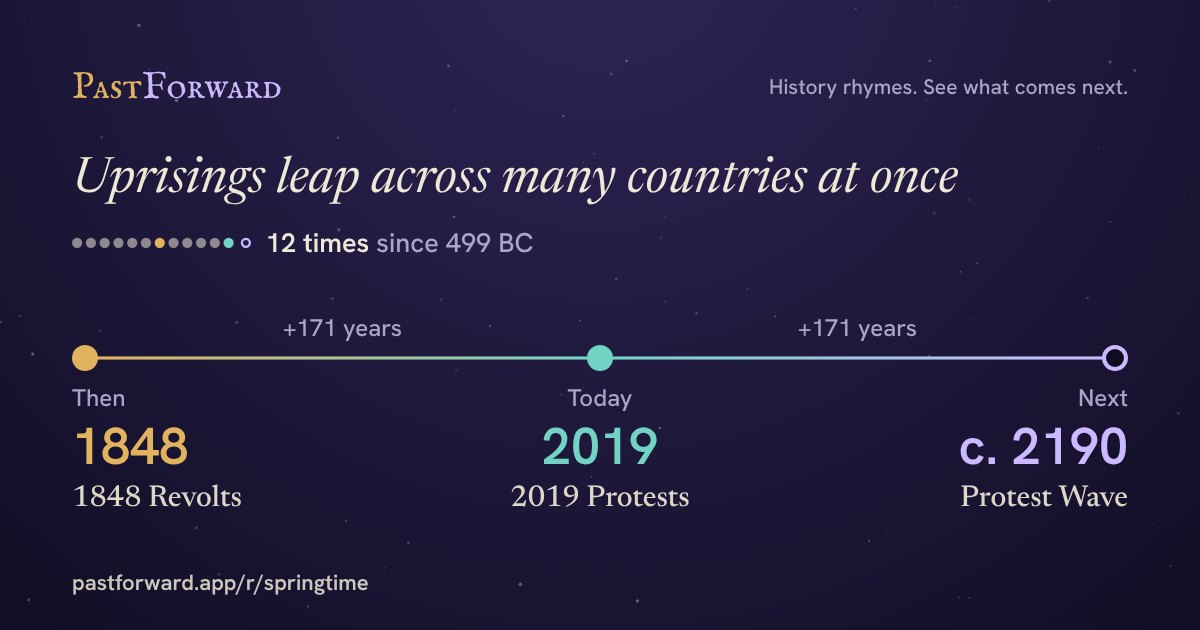 PastForward
History rhymes. See what comes next.
Uprisings leap across many countries at once
12 times since 499 BC
+171 years
+171 years
Then
Today
Next
1848
2019
c. 2190
1848 Revolts
2019 Protests
Protest Wave
pastforward.app/r/springtime